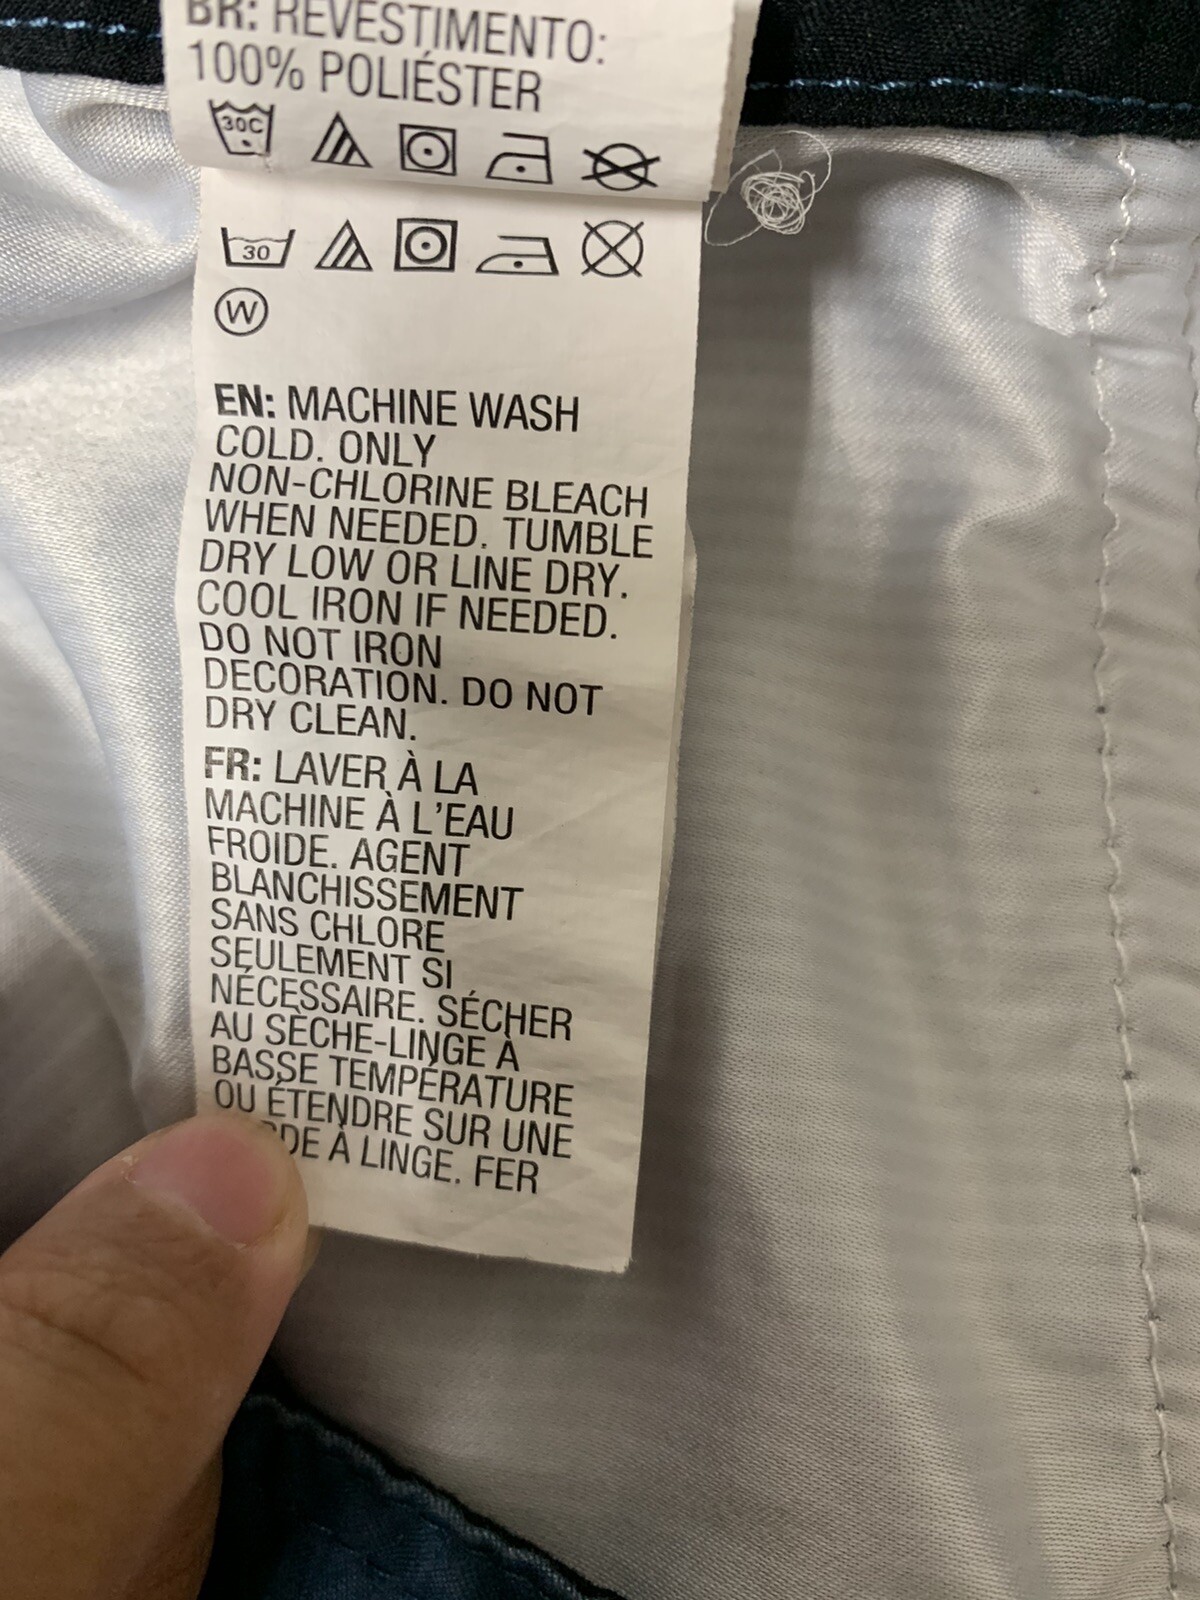 BR: REVESTIMENTO:
100% POLIÉSTER
30C
30
W
EN: MACHINE WASH
COLD. ONLY
NON-CHLORINE BLEACH
WHEN NEEDED. TUMBLE
DRY LOW OR LINE DRY.
COOL IRON IF NEEDED.
DO NOT IRON
DECORATION. DO NOT
DRY CLEAN.
FR: LAVER À LA
MACHINE À L'EAU
FROIDE. AGENT
BLANCHISSEMENT
SANS CHLORE
SEULEMENT SI
NÉCESSAIRE. SÉCHER
AU SÈCHE-LINGE À
BASSE TEMPÉRATURE
OU ÉTENDRE SUR UNE
À LINGE. FER